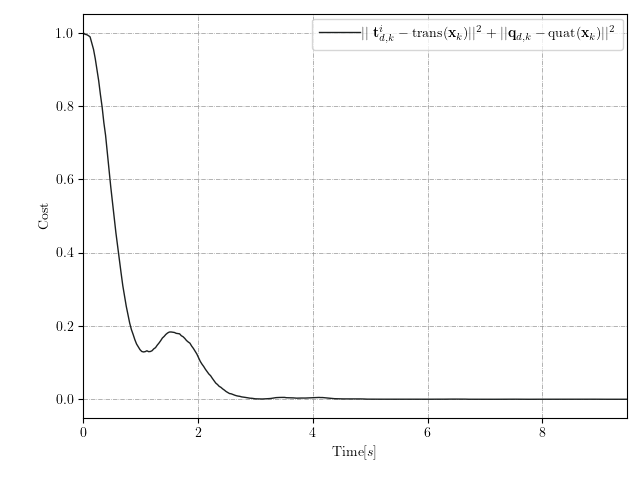 || t^i_{d,k} − trans(x_k)||^2 + ||q_{d,k} − quat(x_k)||^2
1.0
0.8
0.6
0.4
0.2
0.0
Cost
0 2 4 6 8
Time[s]